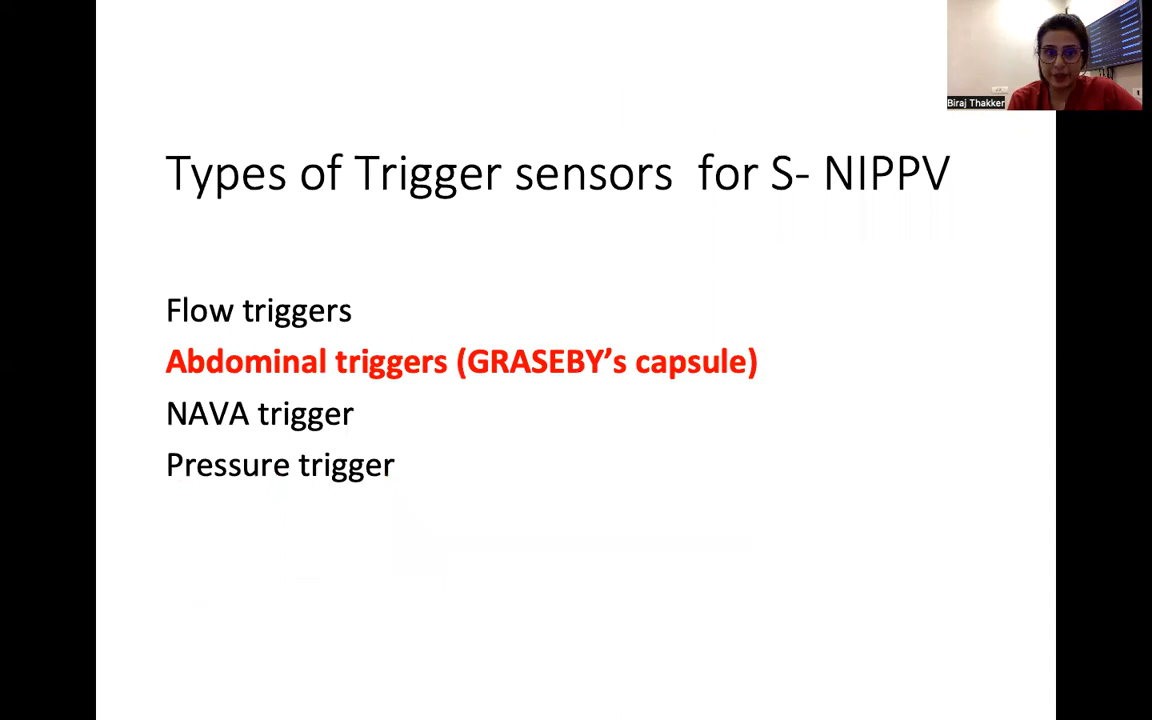 Biraj Thakker
Types of Trigger sensors for S- NIPPV
Flow triggers
Abdominal triggers (GRASEBY's capsule)
NAVA trigger
Pressure trigger